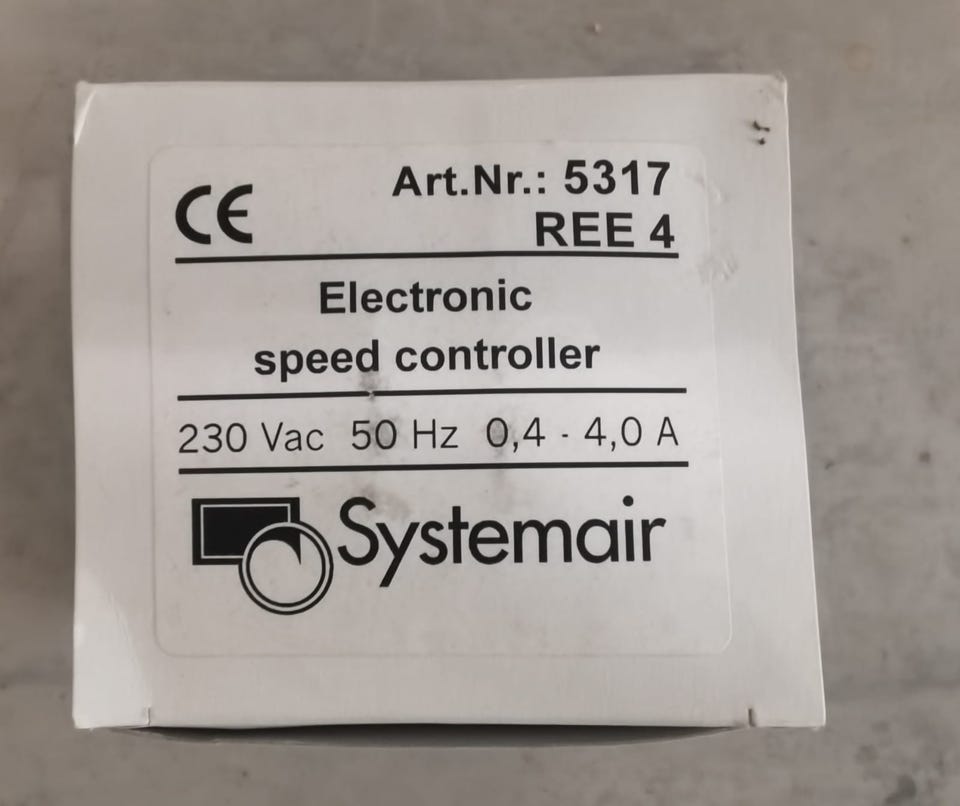 CE
Art.Nr.: 5317
REE 4
Electronic
speed controller
230 Vac 50 Hz 0,4 - 4,0 A
Systemair